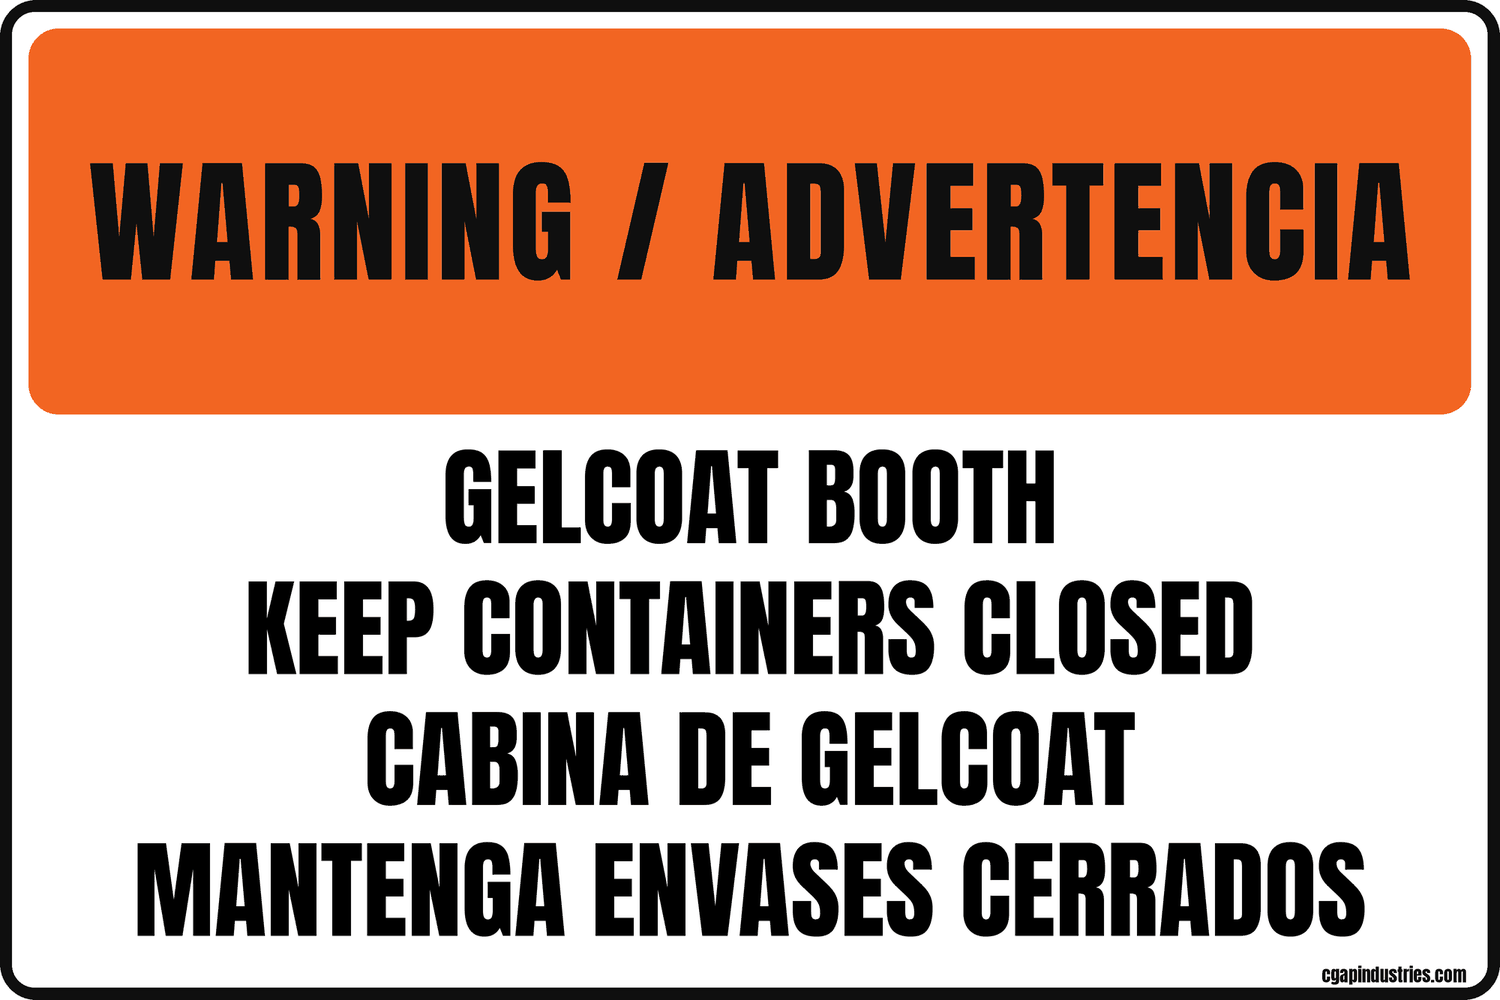 WARNING / ADVERTENCIA
GELCOAT BOOTH
KEEP CONTAINERS CLOSED
CABINA DE GELCOAT
MANTENGA ENVASES CERRADOS
cgapindustries.com